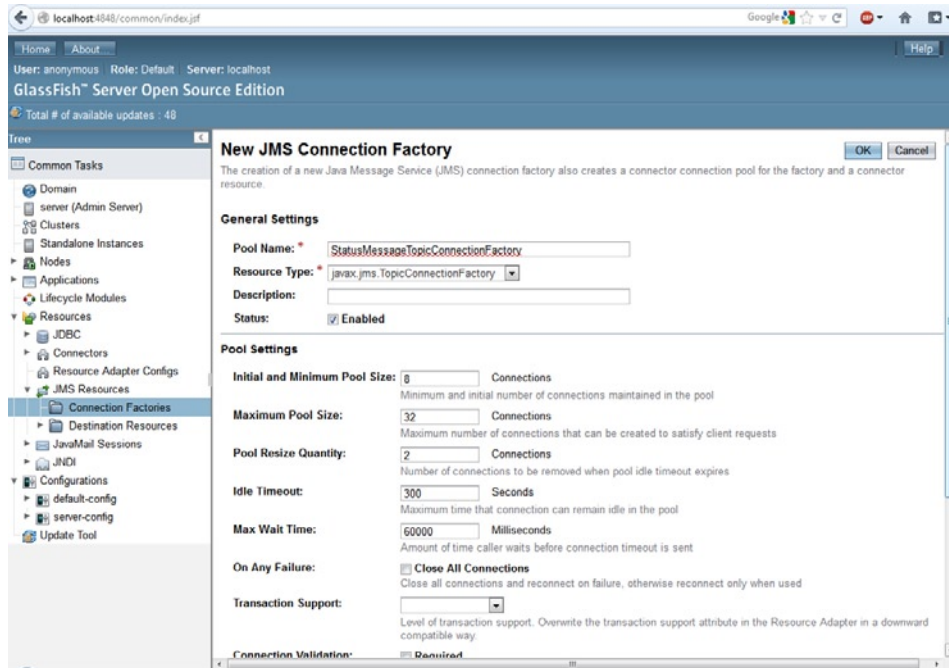 localhost:4848/common/index.jsf
Google
Home About...
Help
User: anonymous Role: Default Server: localhost
GlassFish™ Server Open Source Edition
Total # of available updates : 48
Tree
Common Tasks
Domain
server (Admin Server)
Clusters
Standalone Instances
Nodes
Applications
Lifecycle Modules
Resources
JDBC
Connectors
Resource Adapter Configs
JMS Resources
Connection Factories
Destination Resources
JavaMail Sessions
JNDI
Configurations
default-config
server-config
Update Tool
New JMS Connection Factory
OK Cancel
The creation of a new Java Message Service (JMS) connection factory also creates a connector connection pool for the factory and a connector
resource.
General Settings
Pool Name: * StatusMessageTopicConnectionFactory
Resource Type: * javax.jms.TopicConnectionFactory
Description:
Status: Enabled
Pool Settings
Initial and Minimum Pool Size: 8 Connections
Minimum and initial number of connections maintained in the pool
Maximum Pool Size: 32 Connections
Maximum number of connections that can be created to satisfy client requests
Pool Resize Quantity: 2 Connections
Number of connections to be removed when pool idle timeout expires
Idle Timeout: 300 Seconds
Maximum time that connection can remain idle in the pool
Max Wait Time: 60000 Milliseconds
Amount of time caller waits before connection timeout is sent
On Any Failure: Close All Connections
Close all connections and reconnect on failure, otherwise reconnect only when used
Transaction Support:
Level of transaction support. Overwrite the transaction support attribute in the Resource Adapter in a downward
compatible way.
Connection Validation: Required